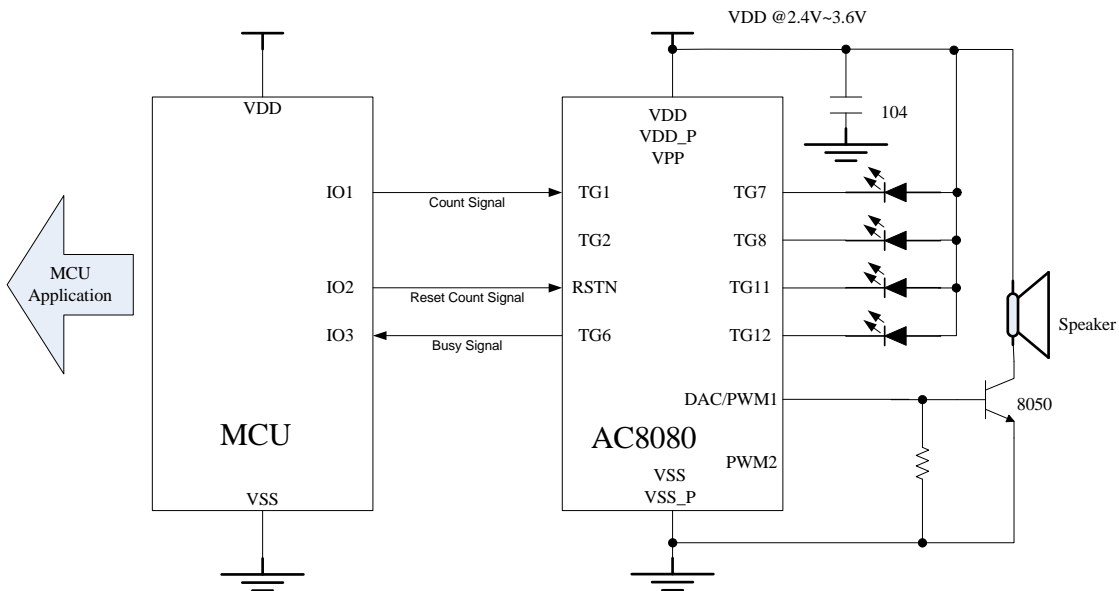 VDD @2.4V~3.6V
VDD
VDD
VDD_P
VPP
104
IO1
Count Signal
TG1
TG7
TG2
TG8
MCU
Application
IO2
Reset Count Signal
RSTN
TG11
IO3
Busy Signal
TG6
TG12
Speaker
DAC/PWM1
8050
MCU
AC8080
PWM2
VSS
VSS
VSS_P